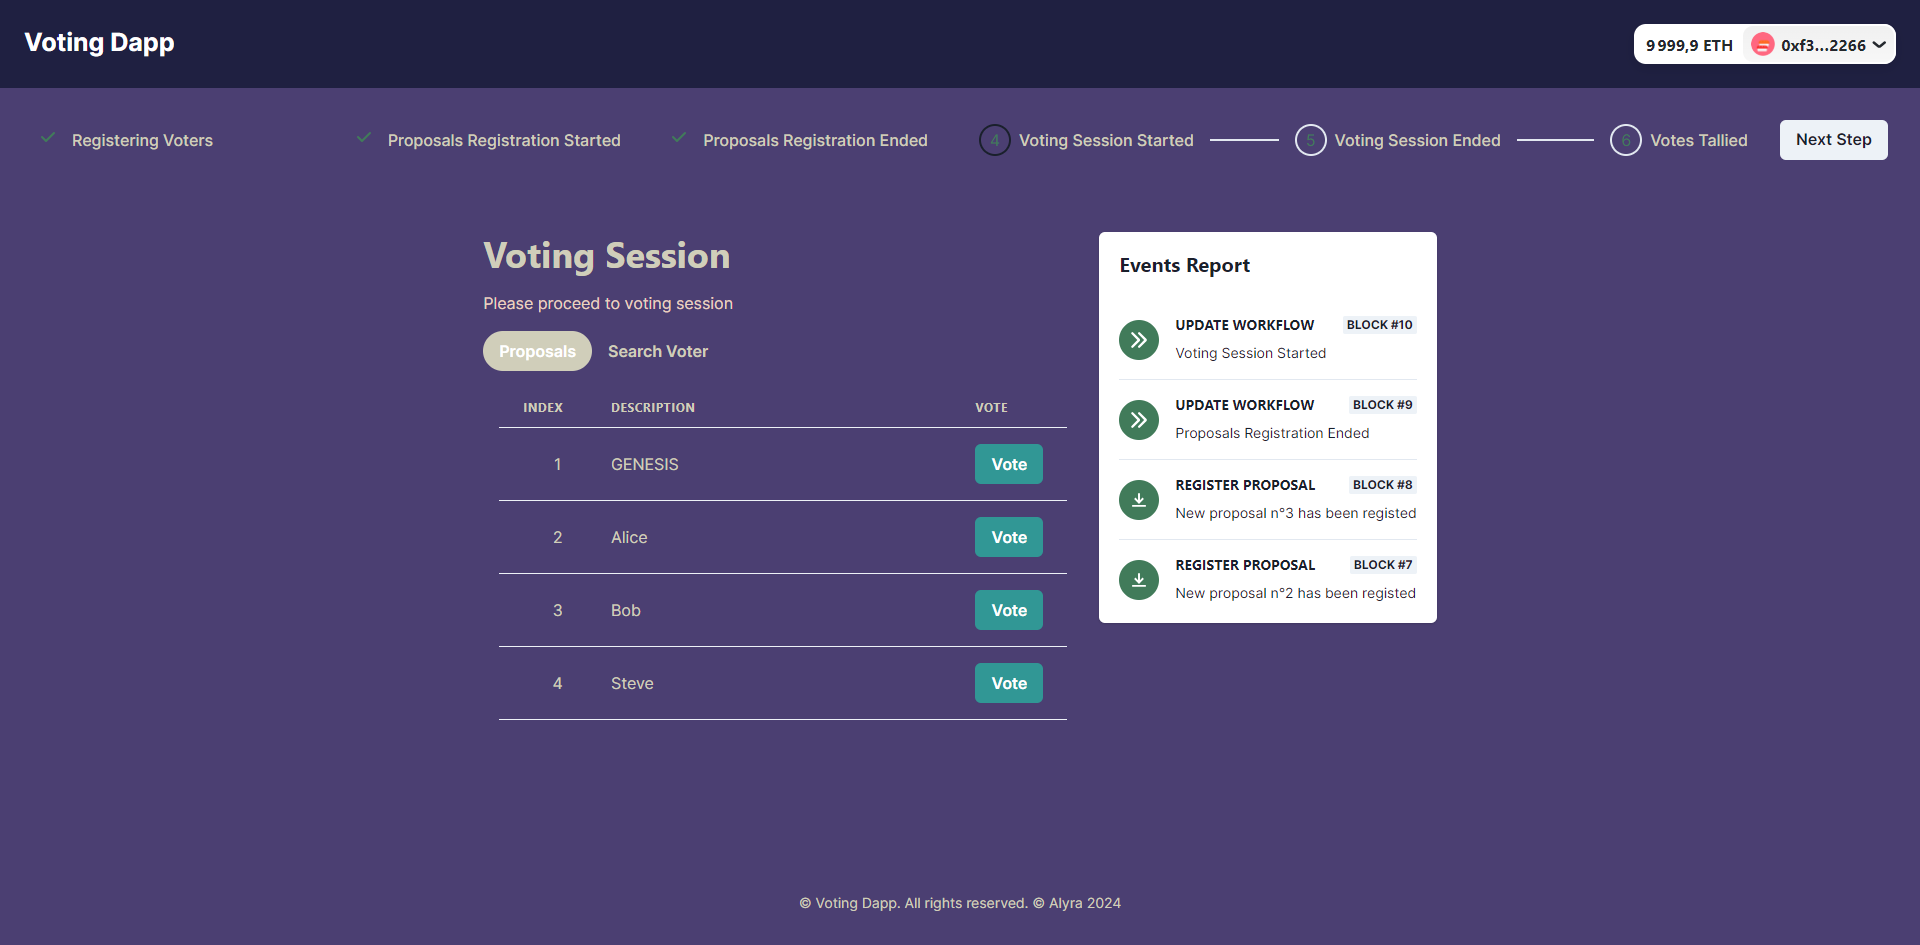 Voting Dapp
9 999,9 ETH 0xf3...2266
Registering Voters Proposals Registration Started Proposals Registration Ended 4 Voting Session Started 5 Voting Session Ended 6 Votes Tallied Next Step
Voting Session
Please proceed to voting session
Proposals Search Voter
INDEX DESCRIPTION VOTE
1 GENESIS Vote
2 Alice Vote
3 Bob Vote
4 Steve Vote
Events Report
UPDATE WORKFLOW BLOCK #10
Voting Session Started
UPDATE WORKFLOW BLOCK #9
Proposals Registration Ended
REGISTER PROPOSAL BLOCK #8
New proposal n°3 has been registed
REGISTER PROPOSAL BLOCK #7
New proposal n°2 has been registed
© Voting Dapp. All rights reserved. © Alyra 2024